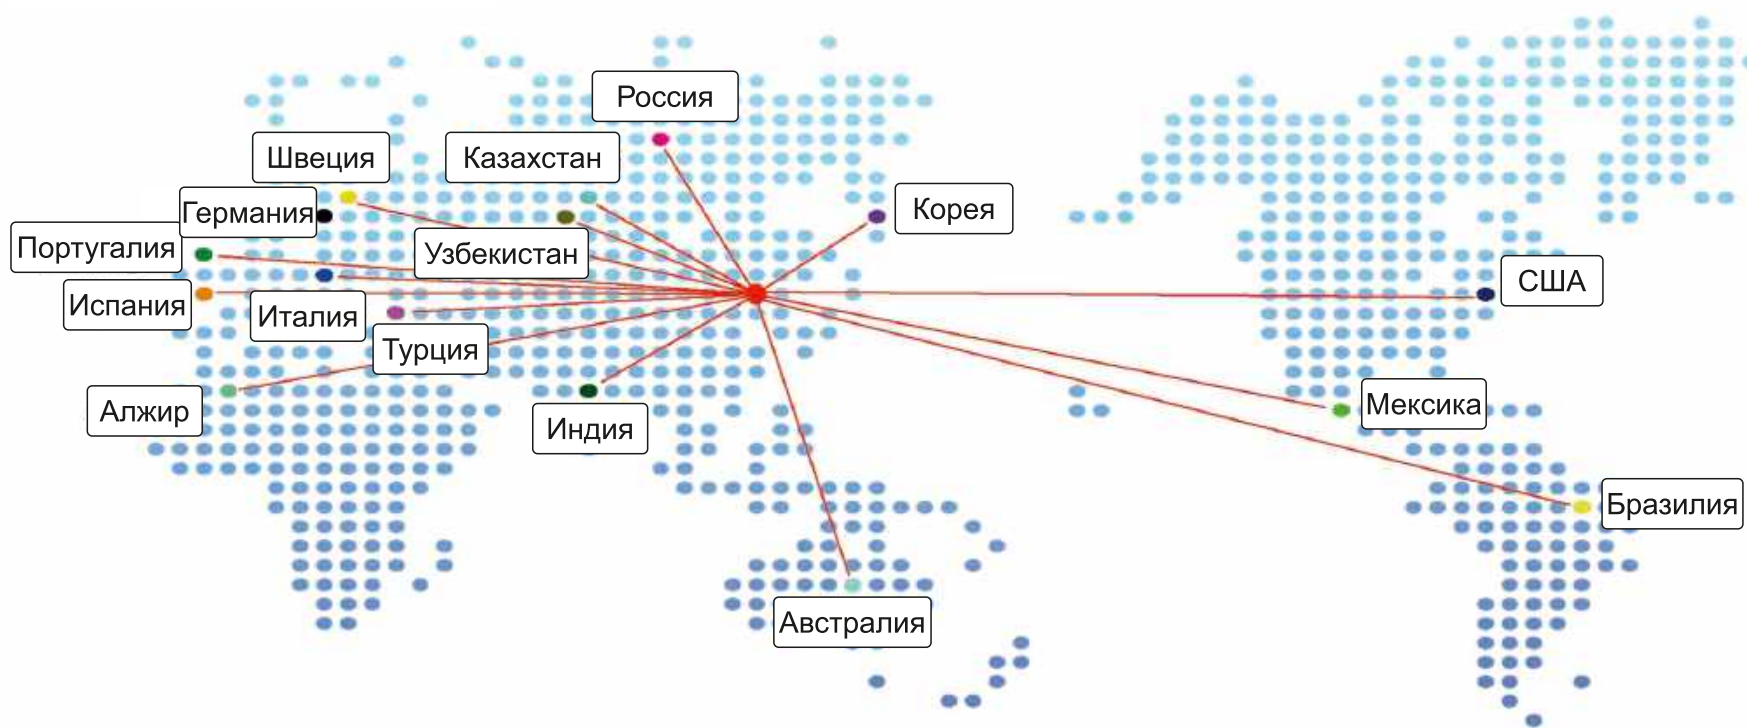 Россия
Швеция
Казахстан
Германия
Корея
Португалия
Узбекистан
США
Испания
Италия
Турция
Алжир
Мексика
Индия
Бразилия
Австралия